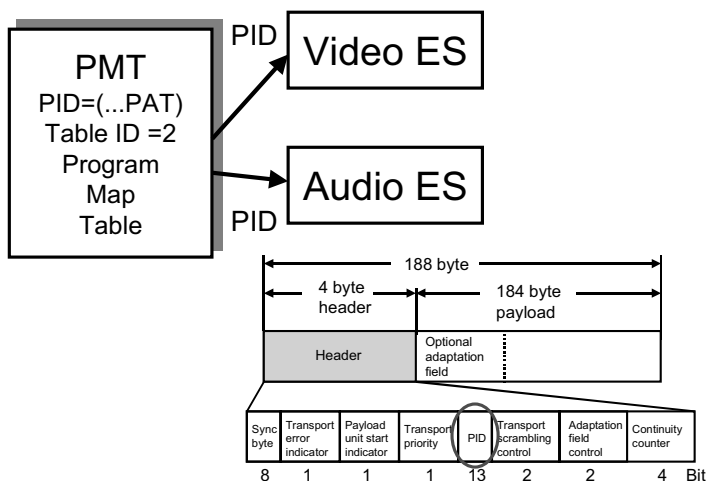 PMT
PID=(...PAT)
Table ID =2
Program
Map
Table
PID
Video ES
Audio ES
PID
188 byte
4 byte
header
184 byte
payload
Header
Optional
adaptation
field
Sync
byte
Transport
error
indicator
Payload
unit start
indicator
Transport
priority
PID
Transport
scrambling
control
Adaptation
field
control
Continuity
counter
8 1 1 1 13 2 2 4 Bit